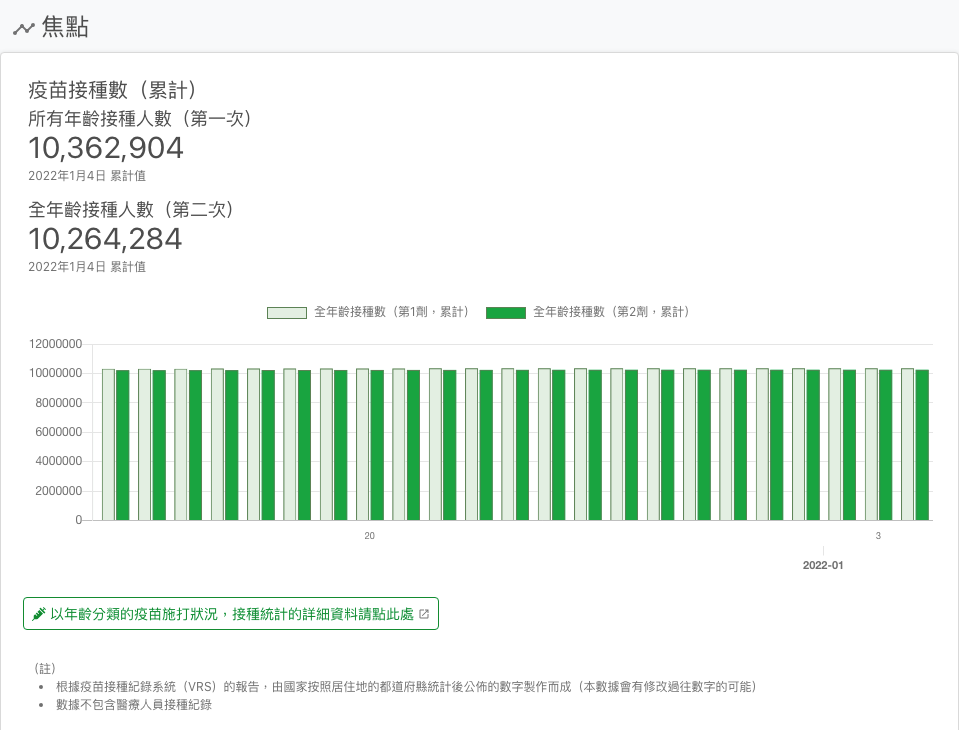 焦點
疫苗接種數（累計）
所有年齡接種人數（第一次）
10,362,904
2022年1月4日 累計值
全年齡接種人數（第二次）
10,264,284
2022年1月4日 累計值
全年齡接種數（第1劑，累計） 全年齡接種數（第2劑，累計）
12000000
10000000
8000000
6000000
4000000
2000000
0
20 3
2022-01
以年齡分類的疫苗施打狀況，接種統計的詳細資料請點此處
（註）
• 根據疫苗接種紀錄系統（VRS）的報告，由國家按照居住地的都道府縣統計後公佈的數字製作而成（本數據會有修改過往數字的可能）
• 數據不包含醫療人員接種紀錄